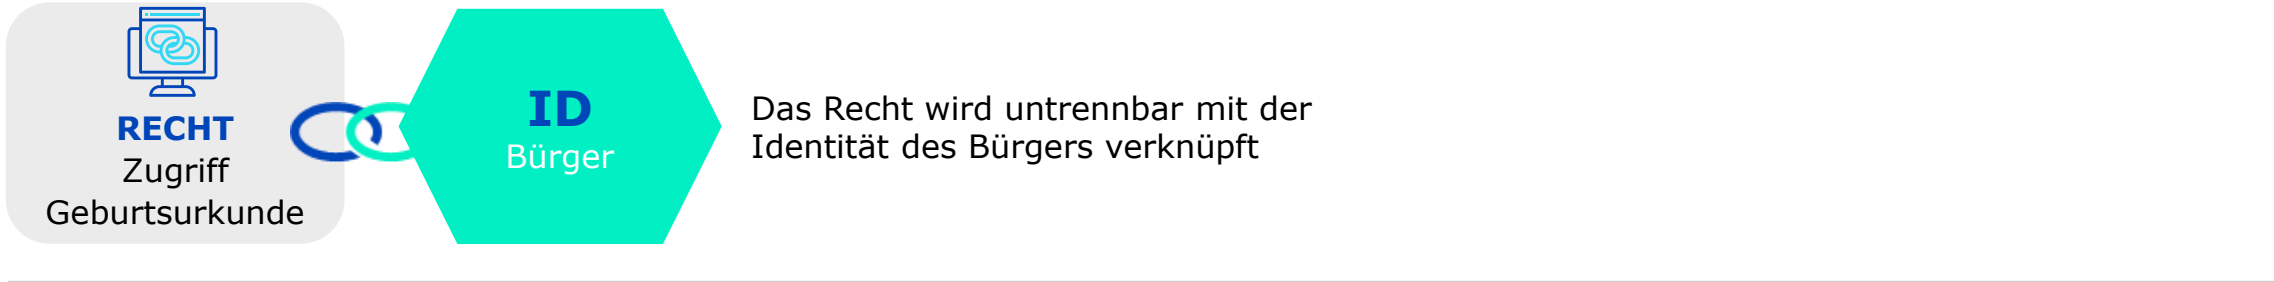 RECHT
Zugriff
Geburtsurkunde
ID
Bürger
Das Recht wird untrennbar mit der
Identität des Bürgers verknüpft